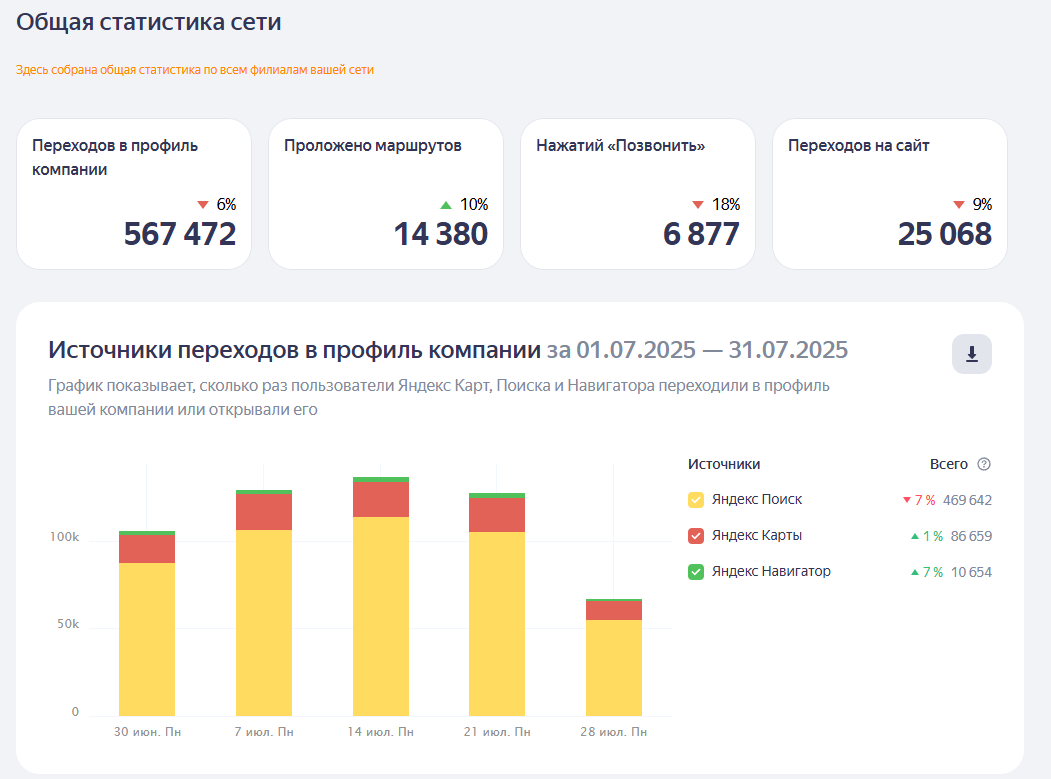 Общая статистика сети
Здесь собрана общая статистика по всем филиалам вашей сети
Переходов в профиль
компании
6%
567 472
Проложено маршрутов
10%
14 380
Нажатий «Позвонить»
18%
6 877
Переходов на сайт
9%
25 068
Источники переходов в профиль компании за 01.07.2025 — 31.07.2025
График показывает, сколько раз пользователи Яндекс Карт, Поиска и Навигатора переходили в профиль
вашей компании или открывали его
100k
50k
0
30 июн. Пн
7 июл. Пн
14 июл. Пн
21 июл. Пн
28 июл. Пн
Источники Всего ?
Яндекс Поиск 7 % 469 642
Яндекс Карты 1 % 86 659
Яндекс Навигатор 7 % 10 654